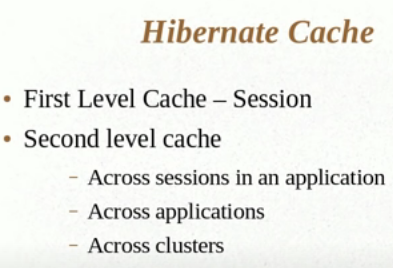 Hibernate Cache
• First Level Cache – Session
• Second level cache
– Across sessions in an application
– Across applications
– Across clusters